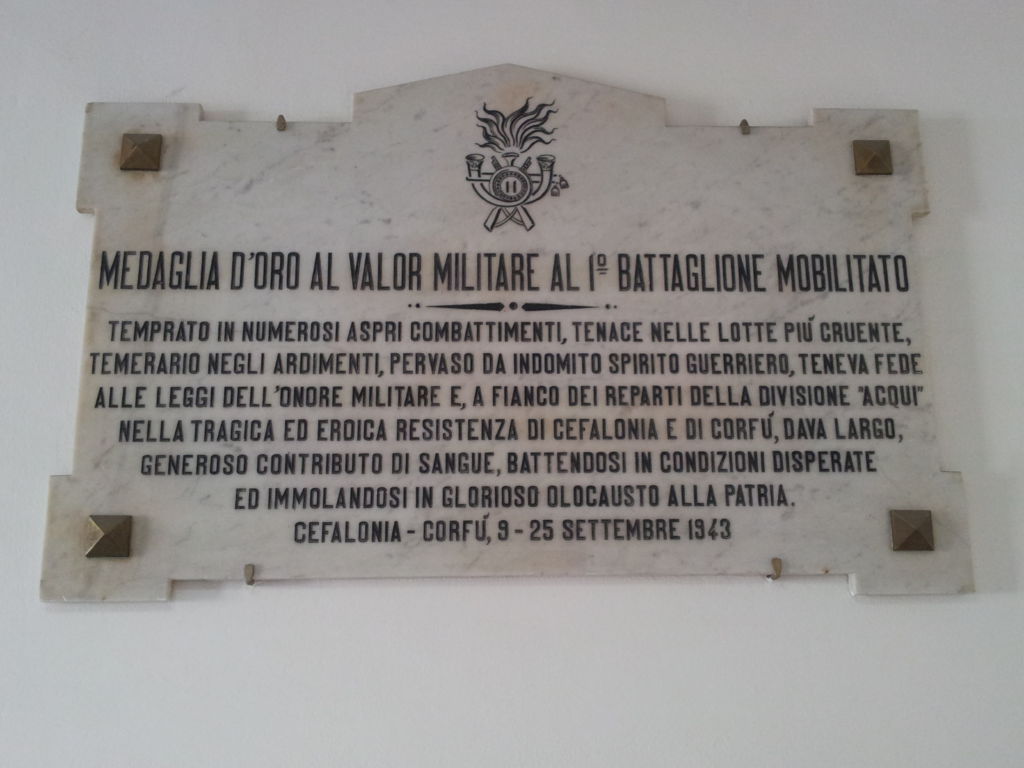 11
MEDAGLIA D'ORO AL VALOR MILITARE AL 1º BATTAGLIONE MOBILITATO
TEMPRATO IN NUMEROSI ASPRI COMBATTIMENTI, TENACE NELLE LOTTE PIÚ CRUENTE,
TEMERARIO NEGLI ARDIMENTI, PERVASO DA INDOMITO SPIRITO GUERRIERO, TENEVA FEDE
ALLE LEGGI DELL'ONORE MILITARE E, A FIANCO DEI REPARTI DELLA DIVISIONE "ACQUI"
NELLA TRAGICA ED EROICA RESISTENZA DI CEFALONIA E DI CORFÚ, DAVA LARGO,
GENEROSO CONTRIBUTO DI SANGUE, BATTENDOSI IN CONDIZIONI DISPERATE
ED IMMOLANDOSI IN GLORIOSO OLOCAUSTO ALLA PATRIA.
CEFALONIA - CORFÚ, 9 - 25 SETTEMBRE 1943